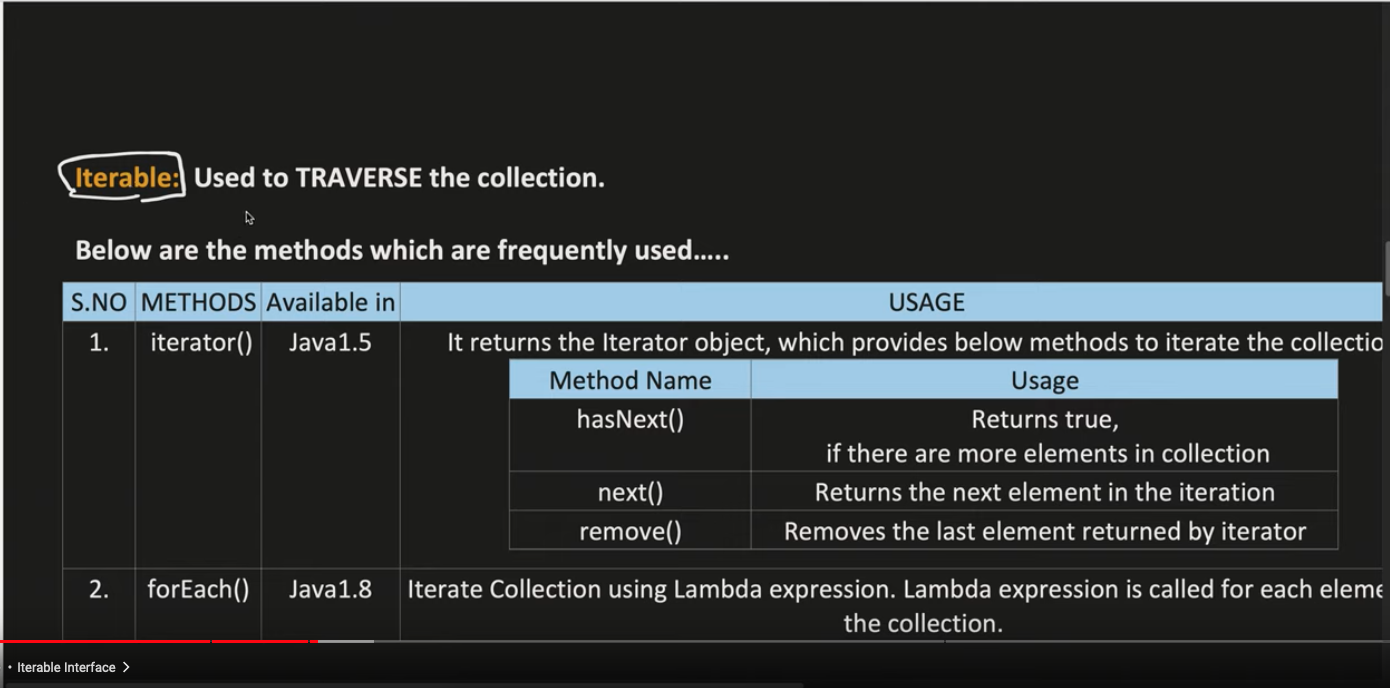 Iterable: Used to TRAVERSE the collection.
Below are the methods which are frequently used.....
S.NO METHODS Available in USAGE
1. iterator() Java1.5 It returns the Iterator object, which provides below methods to iterate the collectio
Method Name Usage
hasNext() Returns true,
if there are more elements in collection
next() Returns the next element in the iteration
remove() Removes the last element returned by iterator
2. forEach() Java1.8 Iterate Collection using Lambda expression. Lambda expression is called for each eleme
the collection.
• Iterable Interface >